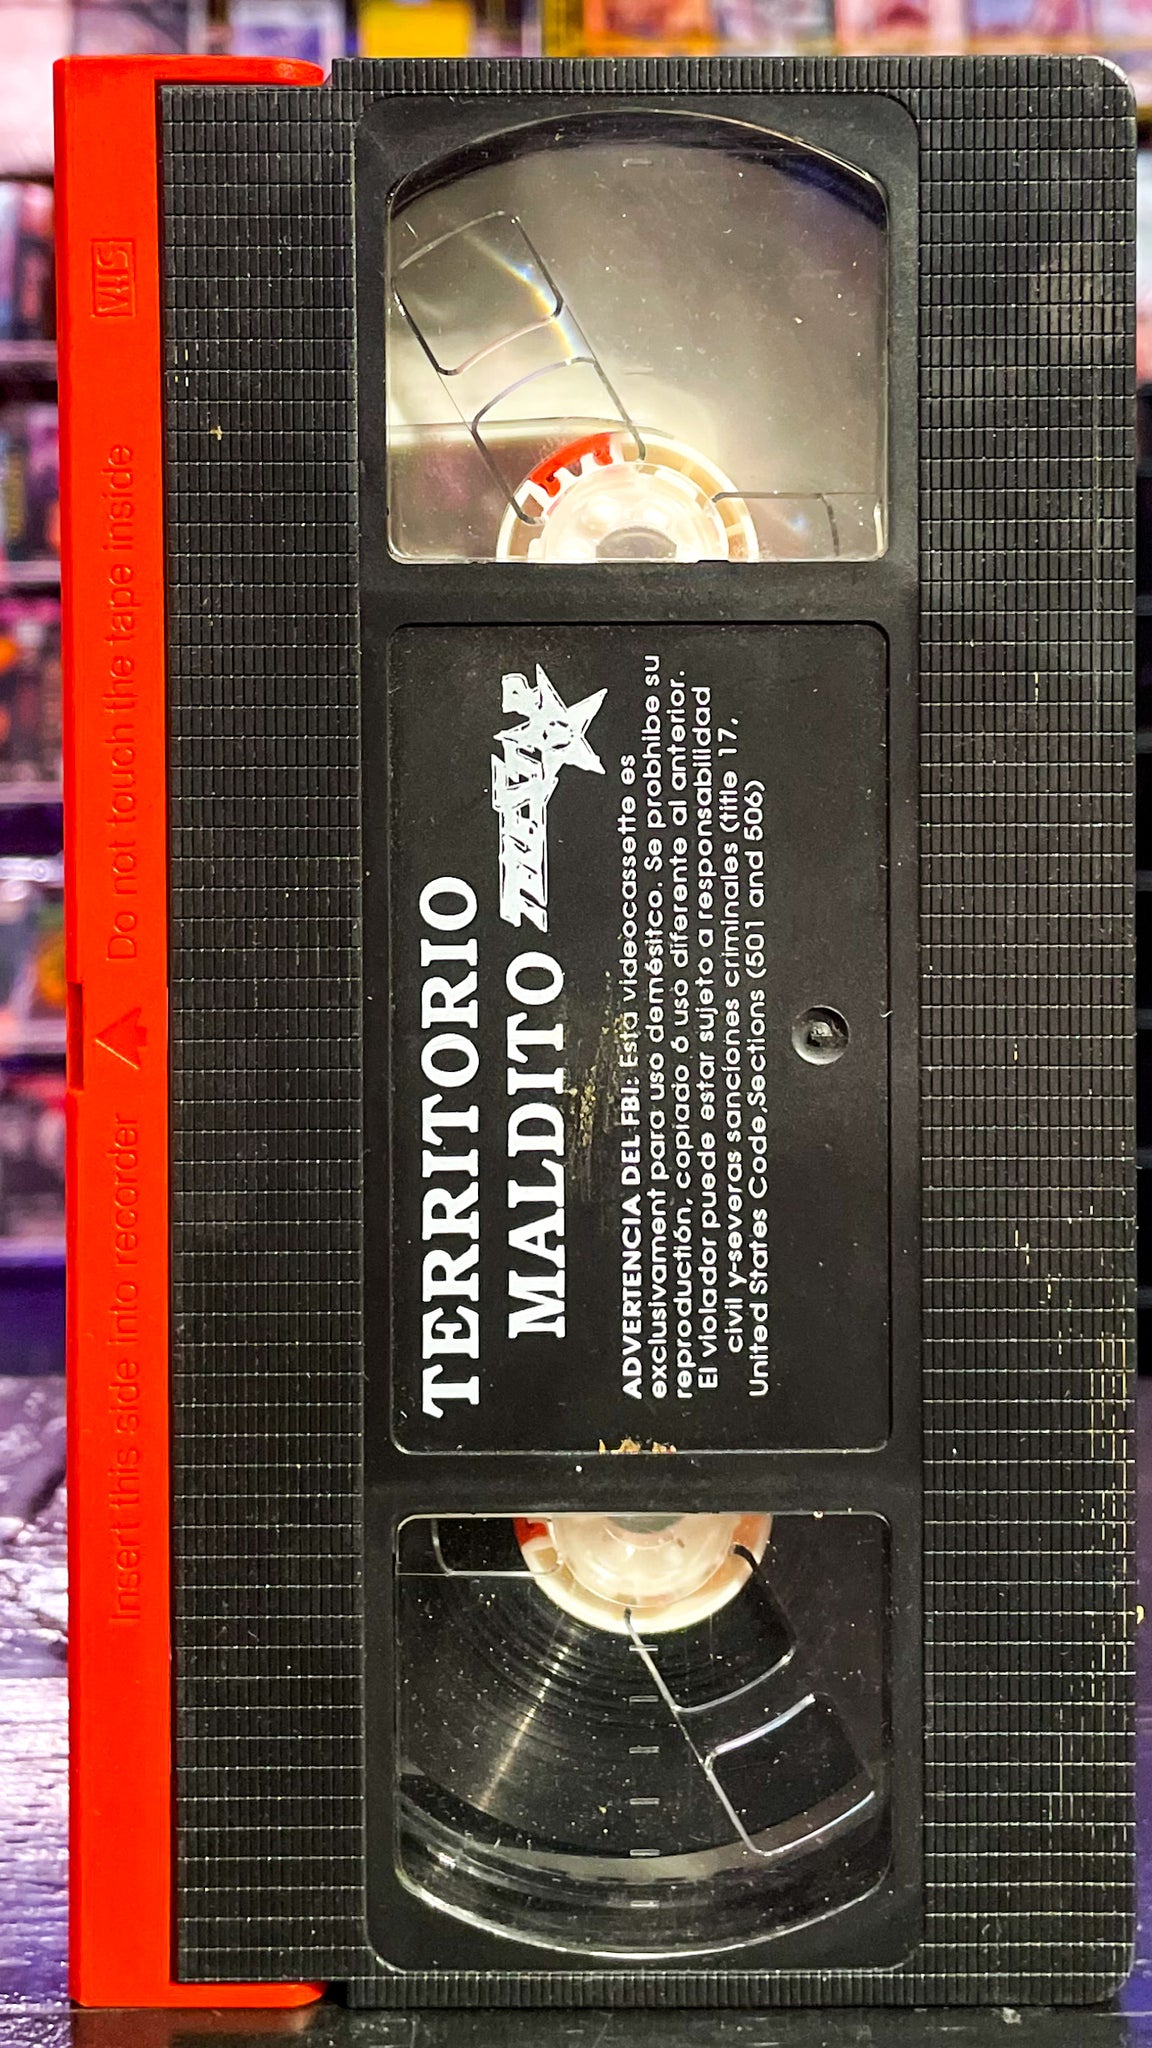 TERRITORIO
MALDITO
ADVERTENCIA DEL FBI: Esta videocassette es
exclusivament para uso demésitco. Se probhibe su
reproductión, copiado ó uso diferente al anterior.
El violador puede estar sujeto a responsabilidad
civil y-severas sanciones criminales (title 17,
United States Code,Sections (501 and 506)
Insert this side into recorder
Do not touch the tape inside
VHS